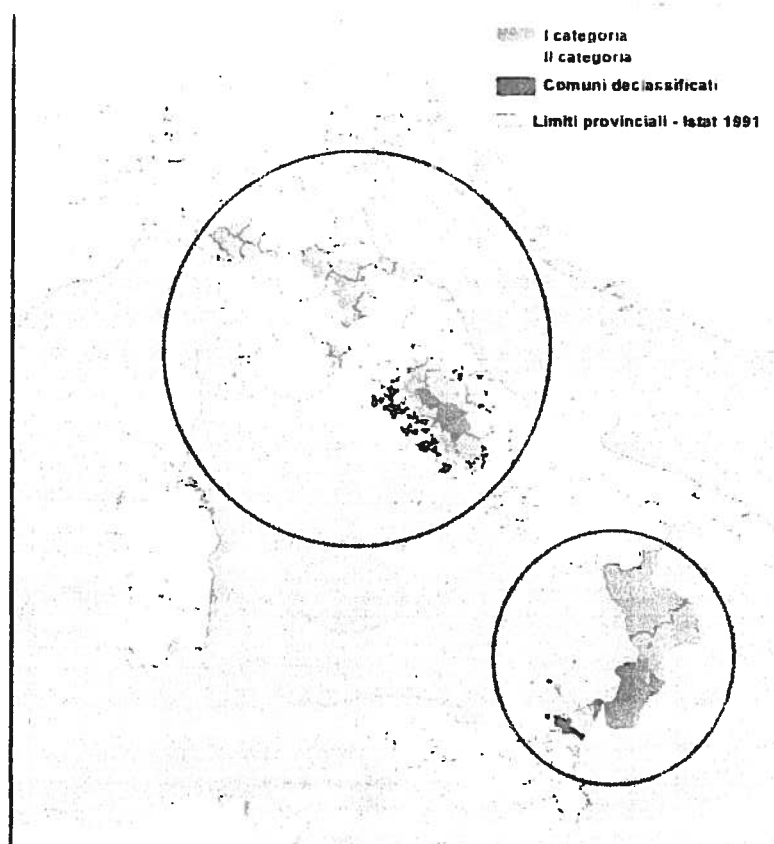 I categoria
II categoria
Comuni declassificati
Limiti provinciali - Istat 1991